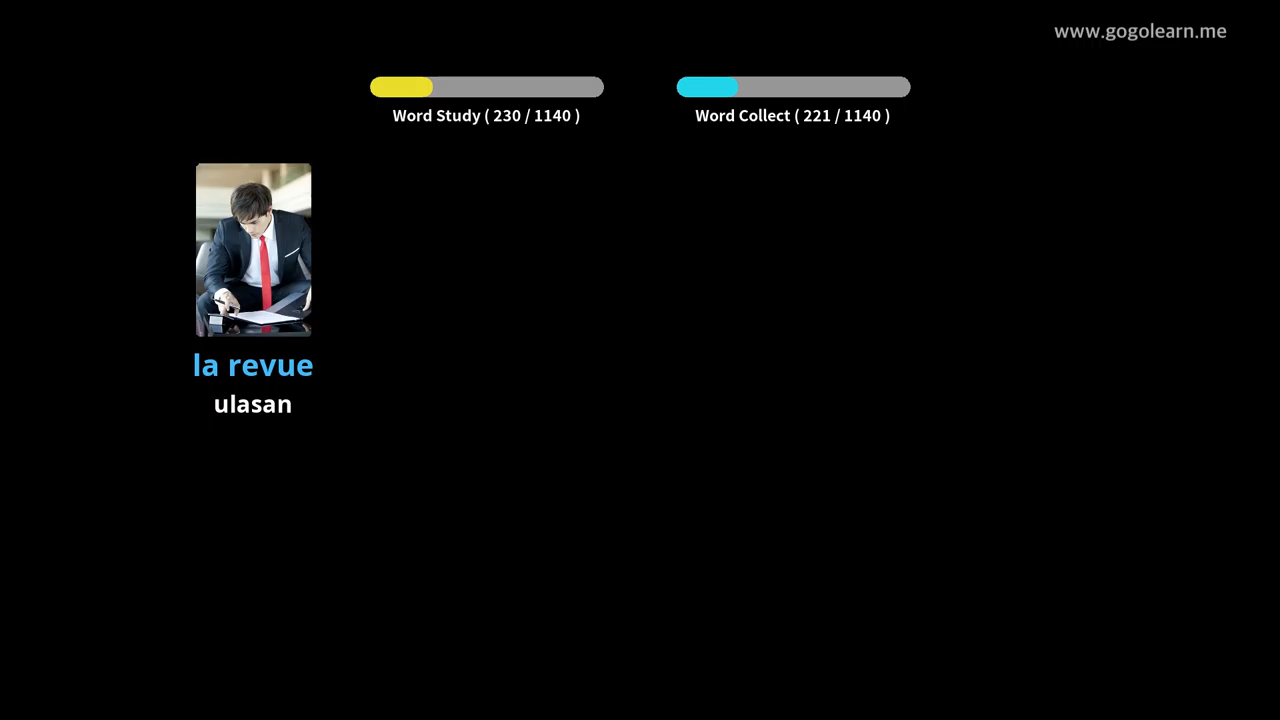 www.gogolearn.me
Word Study ( 230 / 1140 )
Word Collect ( 221 / 1140 )
la revue
ulasan